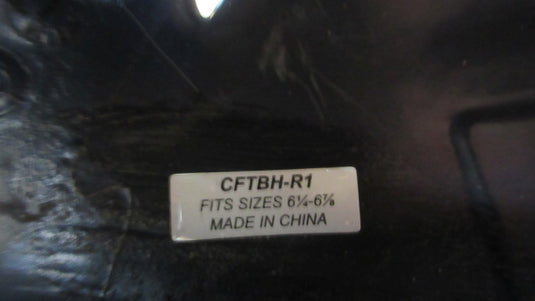 CFTBH-R1
FITS SIZES 6¼-6⅞
MADE IN CHINA